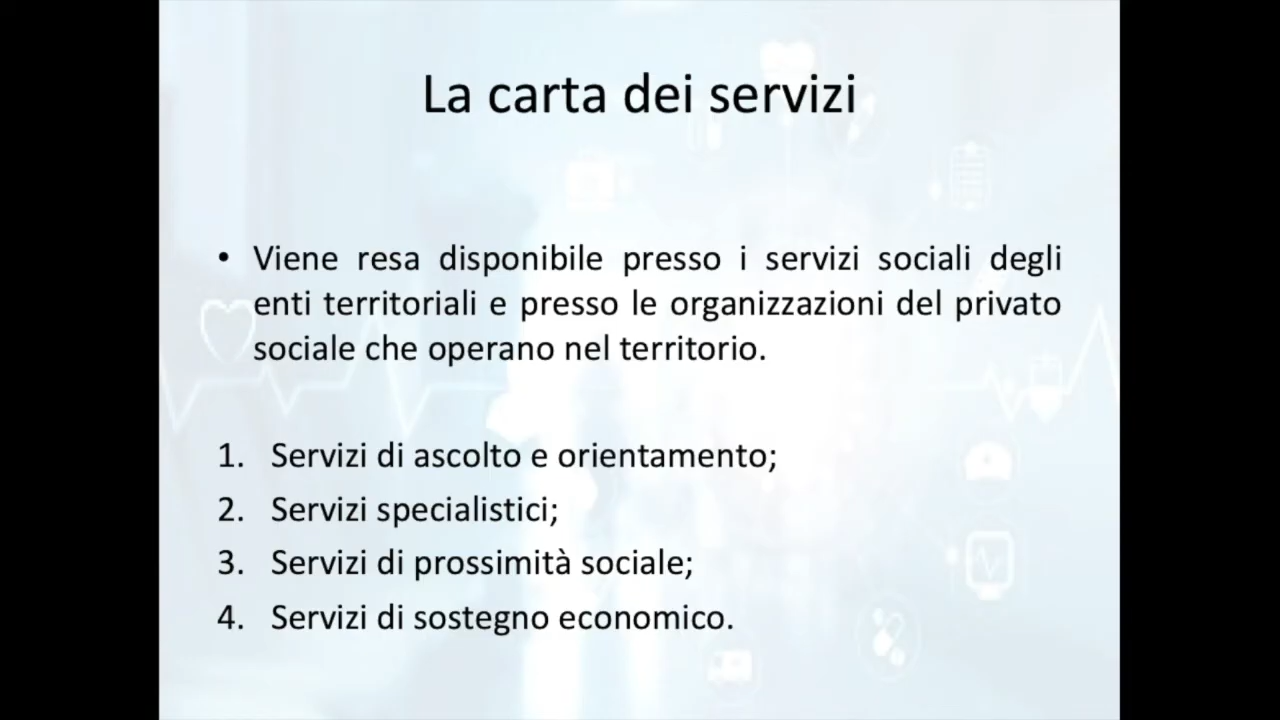 La carta dei servizi
• Viene resa disponibile presso i servizi sociali degli
enti territoriali e presso le organizzazioni del privato
sociale che operano nel territorio.
1. Servizi di ascolto e orientamento;
2. Servizi specialistici;
3. Servizi di prossimità sociale;
4. Servizi di sostegno economico.